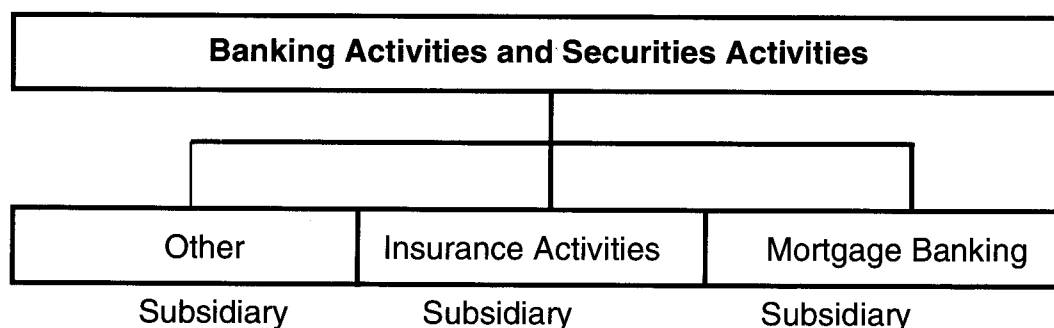 Banking Activities and Securities Activities
Other
Insurance Activities
Mortgage Banking
Subsidiary
Subsidiary
Subsidiary